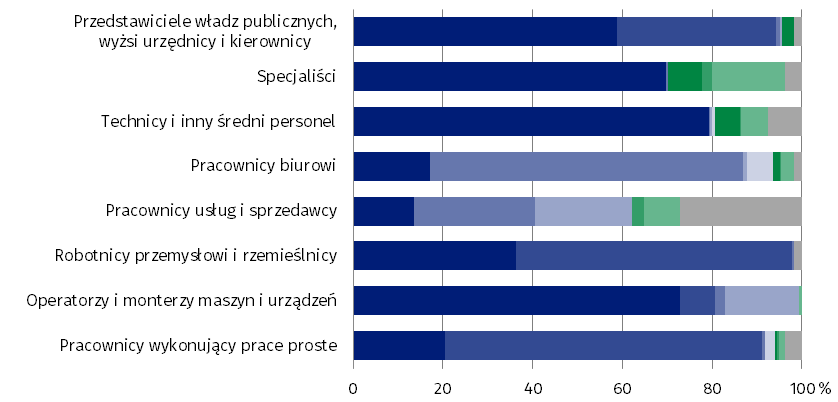 Przedstawiciele władz publicznych,
wyżsi urzędnicy i kierownicy
Specjaliści
Technicy i inny średni personel
Pracownicy biurowi
Pracownicy usług i sprzedawcy
Robotnicy przemysłowi i rzemieślnicy
Operatorzy i monterzy maszyn i urządzeń
Pracownicy wykonujący prace proste
0 20 40 60 80 100 %